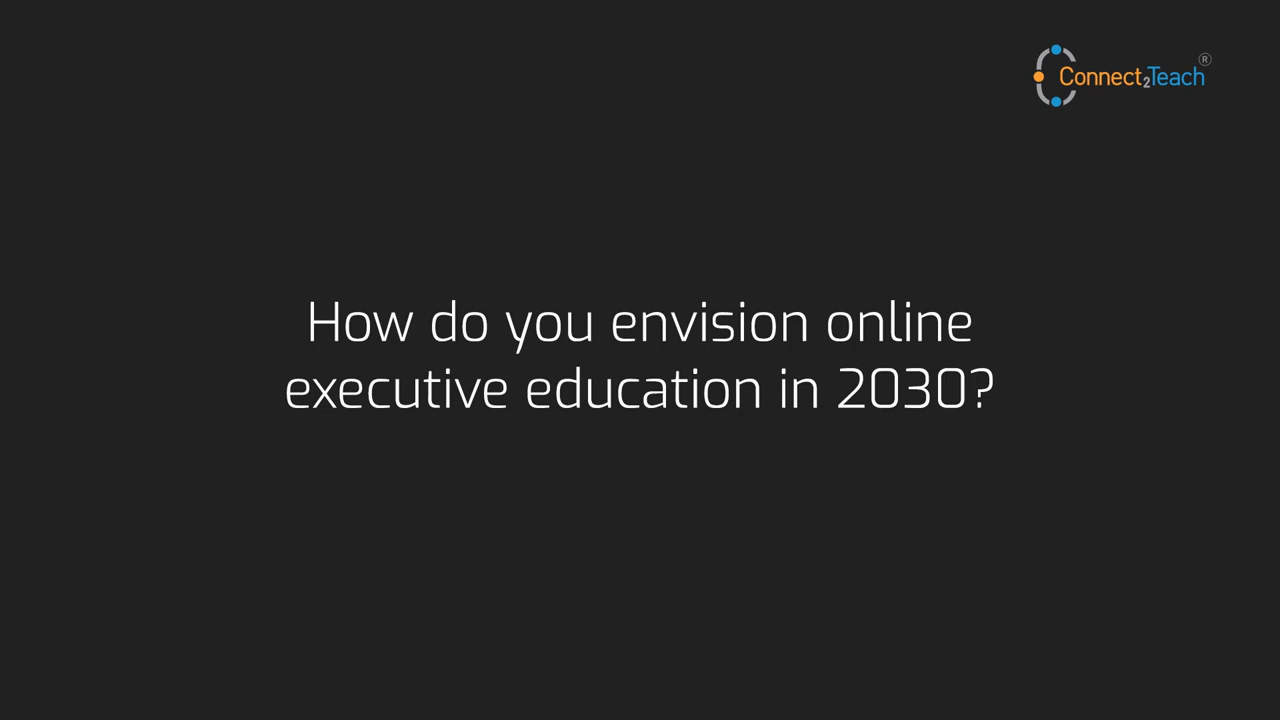 Connect2Teach®
How do you envision online
executive education in 2030?